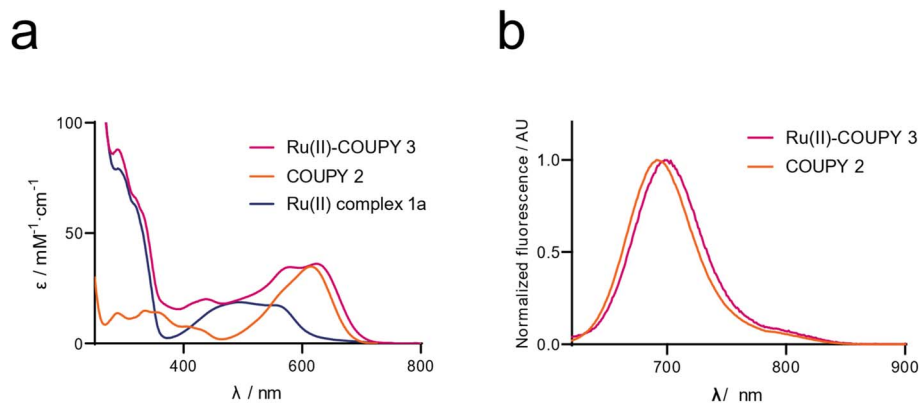 a
b
100
50
0
ε / mM⁻¹·cm⁻¹
Ru(II)-COUPY 3
COUPY 2
Ru(II) complex 1a
400
600
800
λ / nm
1.0
0.5
0.0
Normalized fluorescence / AU
Ru(II)-COUPY 3
COUPY 2
700
800
900
λ/ nm